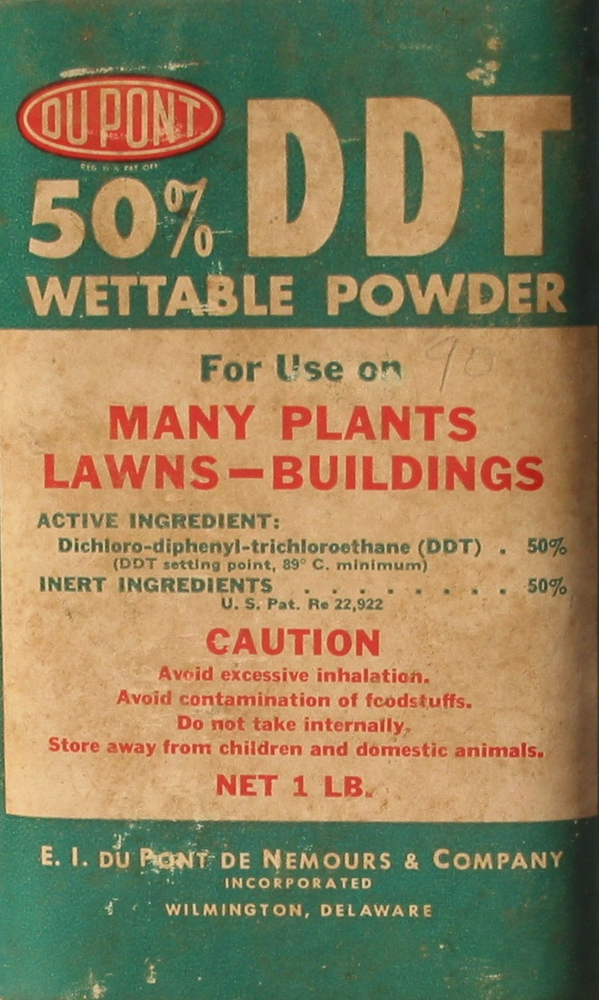 DU PONT
REG. U. S. PAT. OFF.
50% DDT
WETTABLE POWDER
For Use on
90
MANY PLANTS
LAWNS—BUILDINGS
ACTIVE INGREDIENT:
Dichloro-diphenyl-trichloroethane (DDT) . 50%
(DDT setting point, 89° C. minimum)
INERT INGREDIENTS . . . . . . . . 50%
U. S. Pat. Re 22,922
CAUTION
Avoid excessive inhalation.
Avoid contamination of foodstuffs.
Do not take internally.
Store away from children and domestic animals.
NET 1 LB.
E. I. DU PONT DE NEMOURS & COMPANY
INCORPORATED
WILMINGTON, DELAWARE